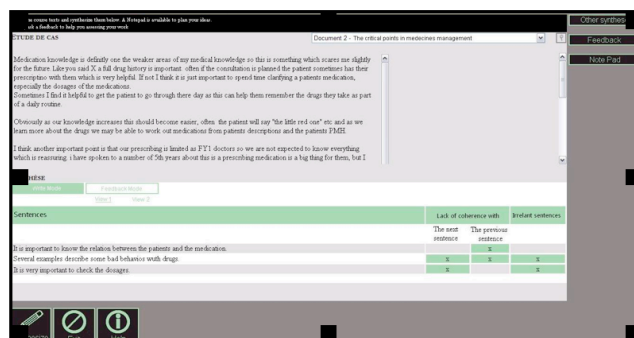 se course texts and synthesize them below. A Notepad is available to plan your ideas.
ask a feedback to help you assessing your work
Other synthese
ÉTUDE DE CAS
Document 2 - The critical points in medecines management
?
Feedback
Note Pad
Medication knowledge is definitly one the weaker areas of my medical knowledge so this is something which scares me slightly
for the future. Like you said X a full drug history is important. often if the consultation is planned the patient sometimes has their
prescriptio with them which is very helpful. If not I think it is just important to spend time clarifying a patients medication,
especially the dosages of the medications.
Sometimes I find it helpful to get the patient to go through there day as this can help them remember the drugs they take as part
of a daily routine.
Obviously as our knowledge increases this should become easier, often the patient will say "the little red one" etc and as we
learn more about the drugs we may be able to work out medications from patients descriptions and the patients PMH.
I think another important point is that our prescribing is limited as FY1 doctors so we are not expected to know everything
which is reassuring. i have spoken to a number of 5th years about this is a prescribing medication is a big thing for them, but I
HÈSE
Write Mode
Feedback Mode
View 1
View 2
Sentences
Lack of coherence with
Irrelant sentences
The next sentence
The previous sentence
It is important to know the relation between the patients and the medication.
x
Several examples describe some bad behavios wuth drugs.
x x x
It is very important to check the dosages.
x x
Exit
Help